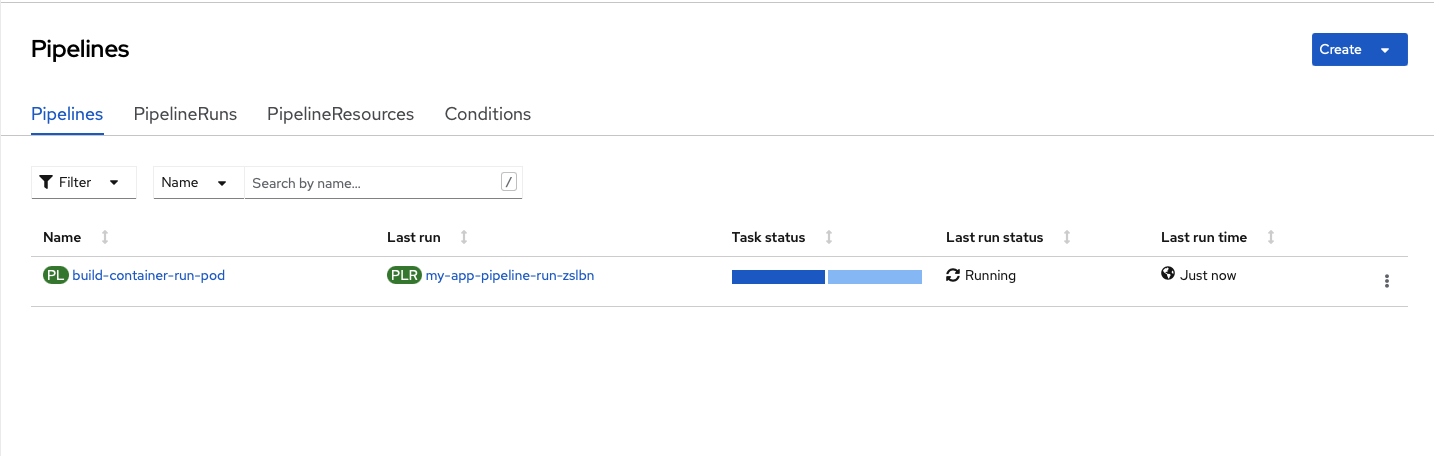 Pipelines
Create
Pipelines PipelineRuns PipelineResources Conditions
Filter Name Search by name... /
Name Last run Task status Last run status Last run time
PL build-container-run-pod PLR my-app-pipeline-run-zslbn Running Just now